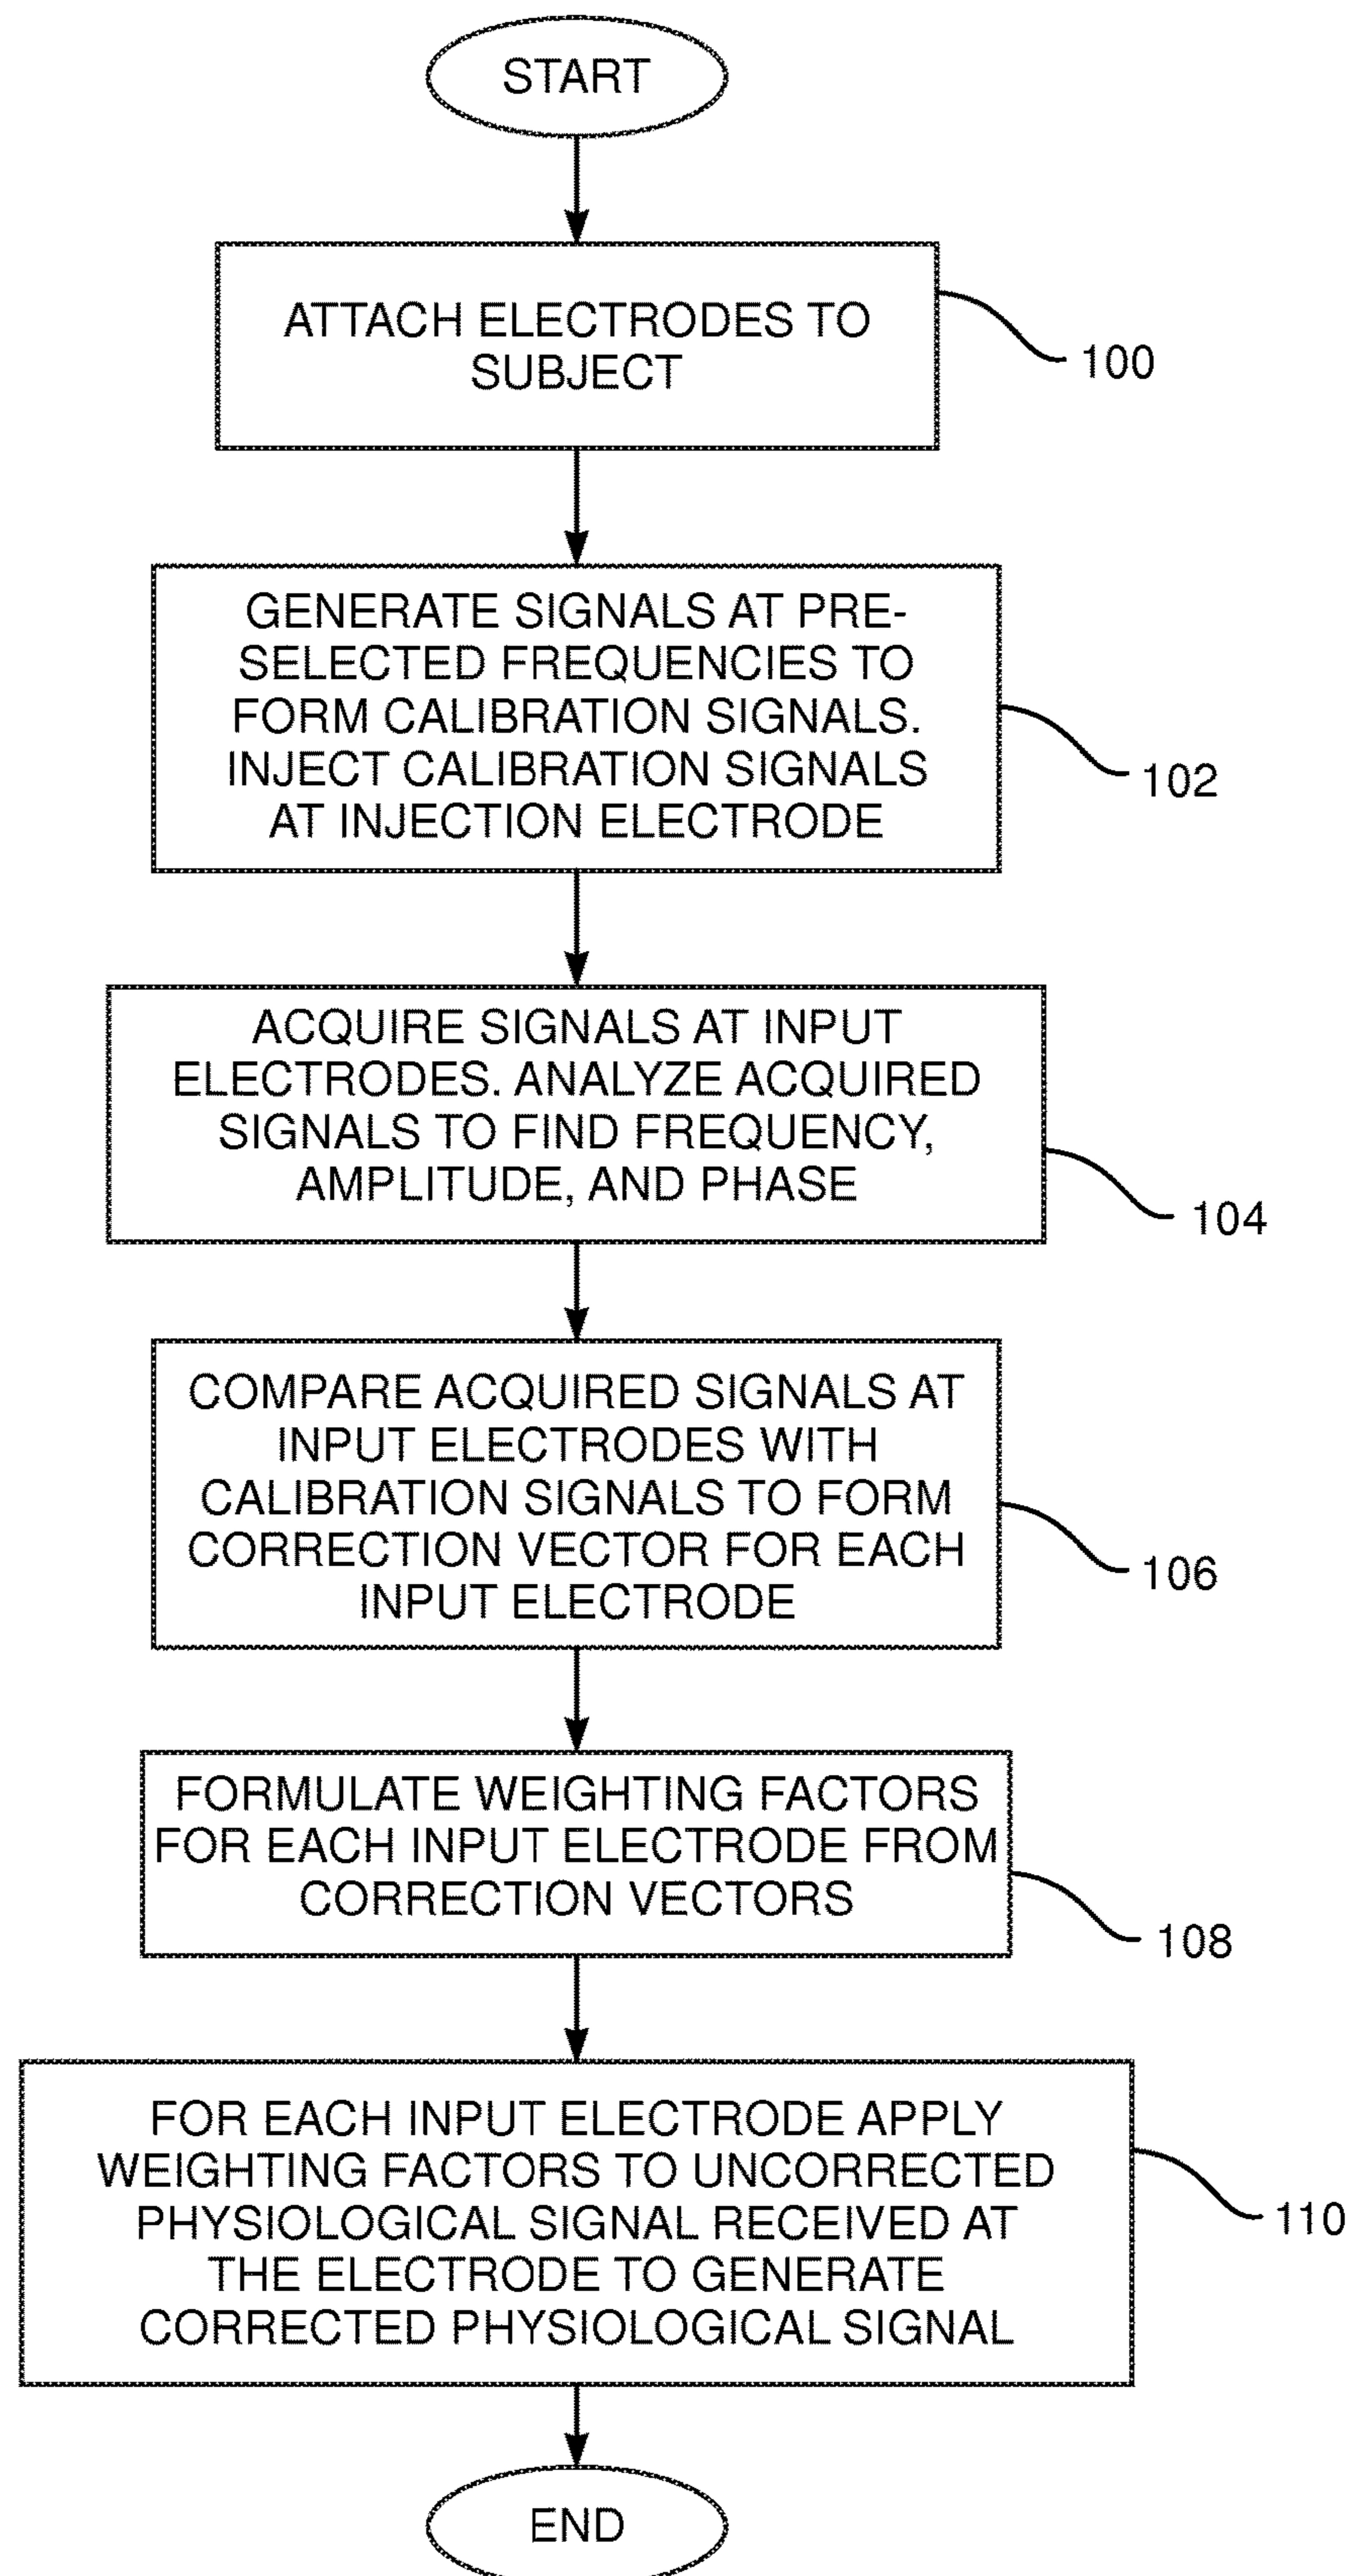 START
ATTACH ELECTRODES TO
SUBJECT
100
GENERATE SIGNALS AT PRE-
SELECTED FREQUENCIES TO
FORM CALIBRATION SIGNALS.
INJECT CALIBRATION SIGNALS
AT INJECTION ELECTRODE
102
ACQUIRE SIGNALS AT INPUT
ELECTRODES. ANALYZE ACQUIRED
SIGNALS TO FIND FREQUENCY,
AMPLITUDE, AND PHASE
104
COMPARE ACQUIRED SIGNALS AT
INPUT ELECTRODES WITH
CALIBRATION SIGNALS TO FORM
CORRECTION VECTOR FOR EACH
INPUT ELECTRODE
106
FORMULATE WEIGHTING FACTORS
FOR EACH INPUT ELECTRODE FROM
CORRECTION VECTORS
108
FOR EACH INPUT ELECTRODE APPLY
WEIGHTING FACTORS TO UNCORRECTED
PHYSIOLOGICAL SIGNAL RECEIVED AT
THE ELECTRODE TO GENERATE
CORRECTED PHYSIOLOGICAL SIGNAL
110
END